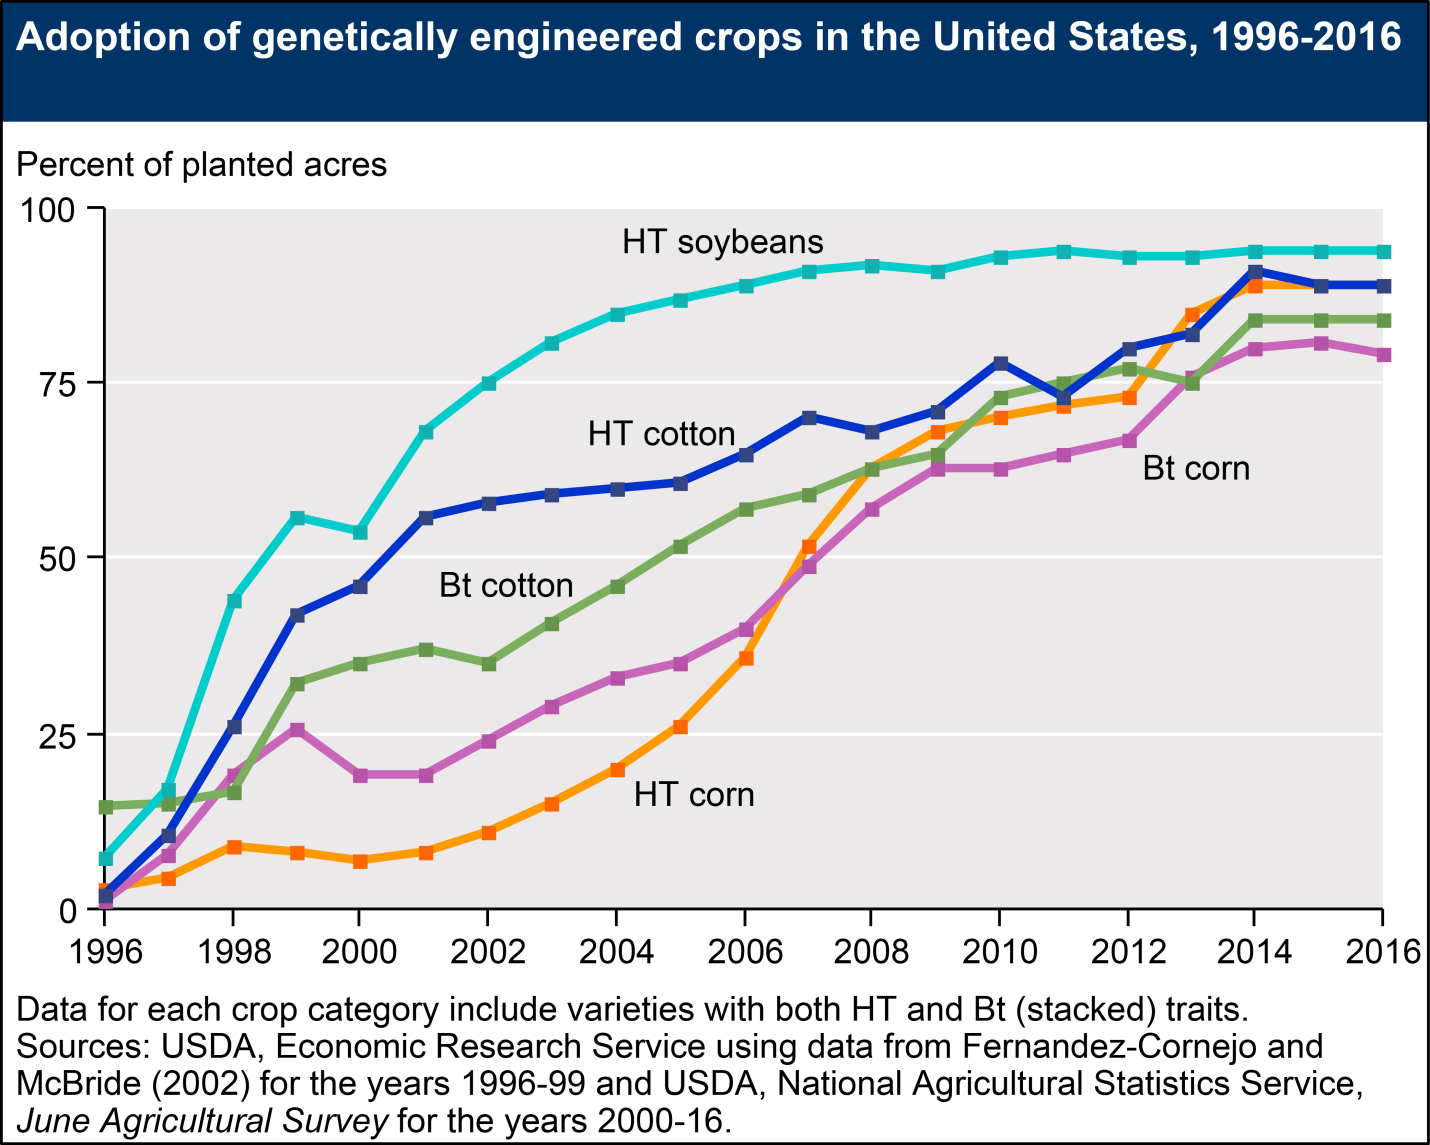 Adoption of genetically engineered crops in the United States, 1996-2016
Percent of planted acres
100
75
50
25
0
HT soybeans
HT cotton
Bt corn
Bt cotton
HT corn
1996 1998 2000 2002 2004 2006 2008 2010 2012 2014 2016
Data for each crop category include varieties with both HT and Bt (stacked) traits.
Sources: USDA, Economic Research Service using data from Fernandez-Cornejo and
McBride (2002) for the years 1996-99 and USDA, National Agricultural Statistics Service,
June Agricultural Survey for the years 2000-16.